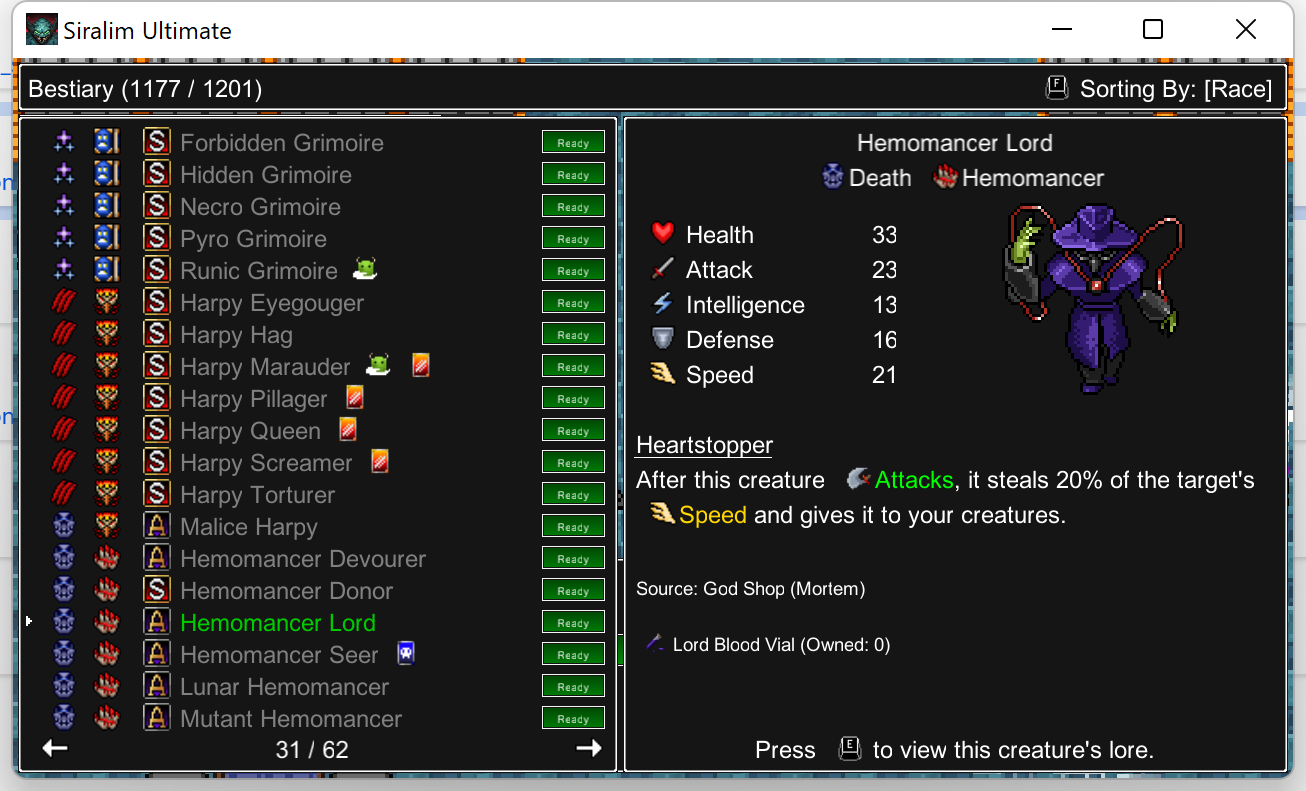 Siralim Ultimate
Bestiary (1177 / 1201)
F Sorting By: [Race]
S Forbidden Grimoire Ready
S Hidden Grimoire Ready
S Necro Grimoire Ready
S Pyro Grimoire Ready
S Runic Grimoire Ready
S Harpy Eyegouger Ready
S Harpy Hag Ready
S Harpy Marauder Ready
S Harpy Pillager Ready
S Harpy Queen Ready
S Harpy Screamer Ready
S Harpy Torturer Ready
A Malice Harpy Ready
A Hemomancer Devourer Ready
S Hemomancer Donor Ready
A Hemomancer Lord Ready
A Hemomancer Seer Ready
A Lunar Hemomancer Ready
A Mutant Hemomancer Ready
31 / 62
Hemomancer Lord
Death Hemomancer
Health 33
Attack 23
Intelligence 13
Defense 16
Speed 21
Heartstopper
After this creature Attacks, it steals 20% of the target's
Speed and gives it to your creatures.
Source: God Shop (Mortem)
Lord Blood Vial (Owned: 0)
Press E to view this creature's lore.